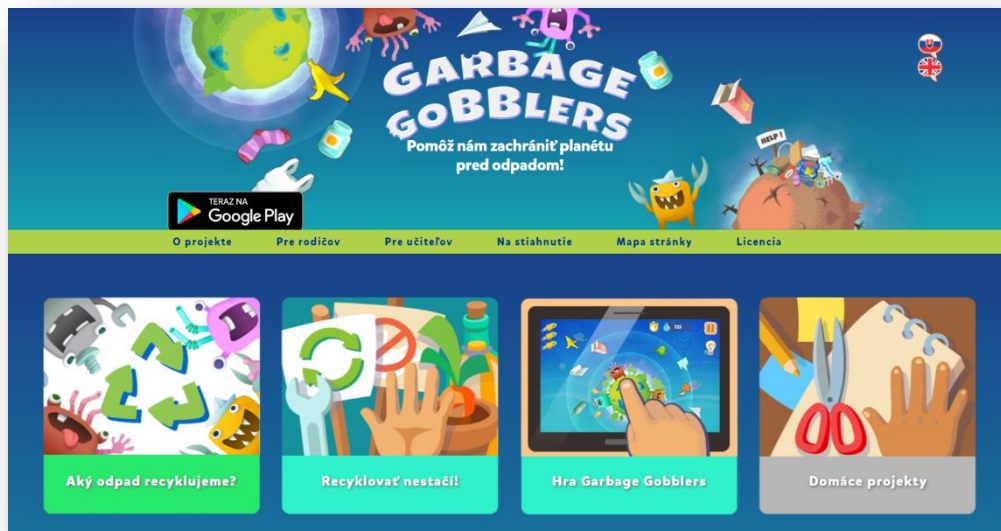 GARBAGE
GOBBLERS
Pomôž nám zachrániť planétu
pred odpadom!
HELP!
TERAZ NA
Google Play
O projekte Pre rodičov Pre učiteľov Na stiahnutie Mapa stránky Licencia
123
Aký odpad recyklujeme? Recyklovať nestačí! Hra Garbage Gobblers Domáce projekty